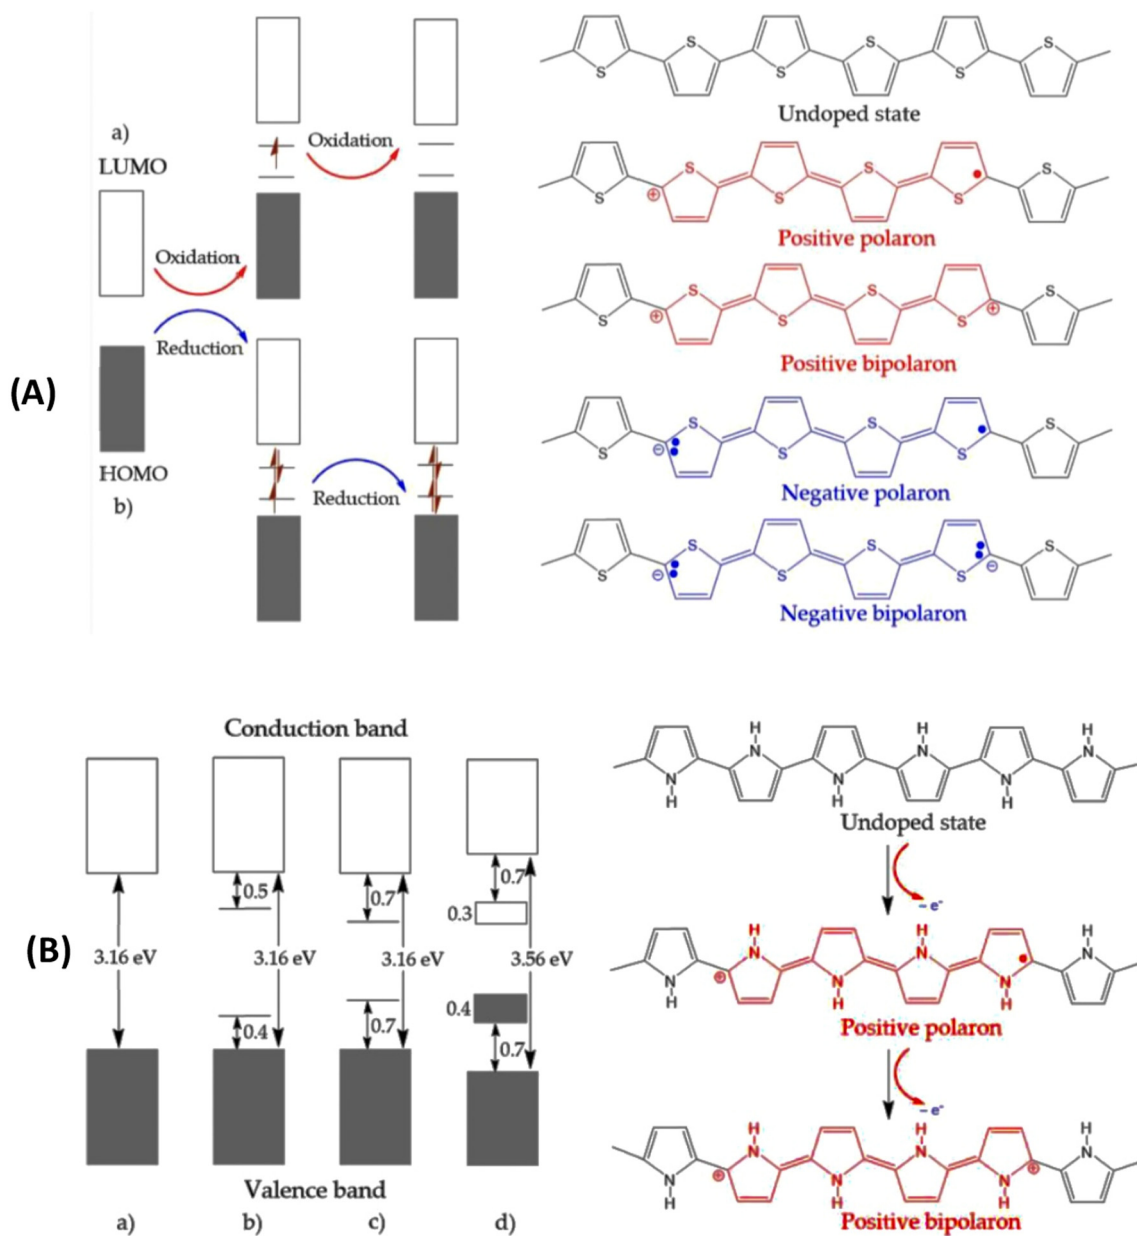 (A)
a)
LUMO
Oxidation
Oxidation
Reduction
HOMO
b)
Reduction
S S S S S S
Undoped state
S S S S S S
⊕
Positive polaron
S S S S S S
⊕ ⊕
Positive bipolaron
S S S S S S
⊖
Negative polaron
S S S S S S
⊖ ⊖
Negative bipolaron
(B)
Conduction band
0.5
0.7
0.7
0.3
3.16 eV
3.16 eV
3.16 eV
3.56 eV
0.4
0.4
0.7
0.7
Valence band
a)
b)
c)
d)
H H H
N N N
N N N
H H H
Undoped state
- e-
H H H
N N N
⊕
N N N
H H H
Positive polaron
- e-
H H H
N N N
⊕ ⊕
N N N
H H H
Positive bipolaron